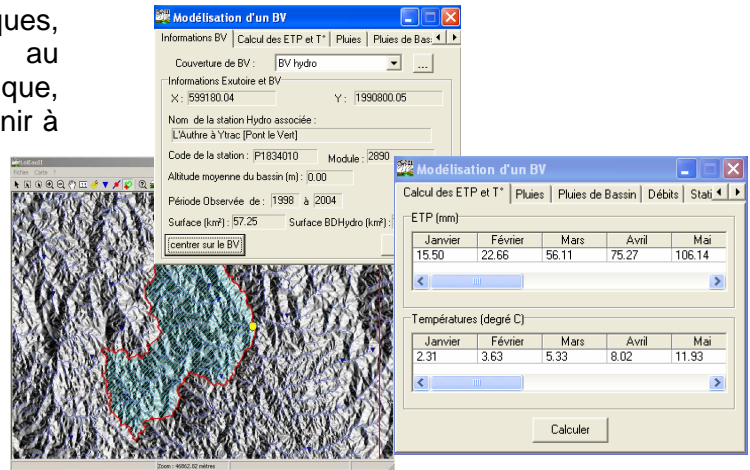 ques,
au
que,
nir à
Modélisation d'un BV
Informations BV
Calcul des ETP et T°
Pluies
Pluies de Bas
Couverture de BV :
BV hydro
...
Informations Exutoire et BV
X : 599180.04
Y : 1990800.05
Nom de la station Hydro associée :
L'Authre à Ytrac [Pont le Vert]
Code de la station : P1834010
Module : 2890
Altitude moyenne du bassin (m) : 0.00
Période Observée de : 1998 à 2004
Surface (km²) : 57.25
Surface BDHydro (km²) :
centrer sur le BV
Fichier Carte ?
Zoom : 46862.82 mètres
Modélisation d'un BV
Calcul des ETP et T°
Pluies
Pluies de Bassin
Débits
Stati
ETP (mm)
Janvier Février Mars Avril Mai
15.50 22.66 56.11 75.27 106.14
Températures (degré C)
Janvier Février Mars Avril Mai
2.31 3.63 5.33 8.02 11.93
Calculer